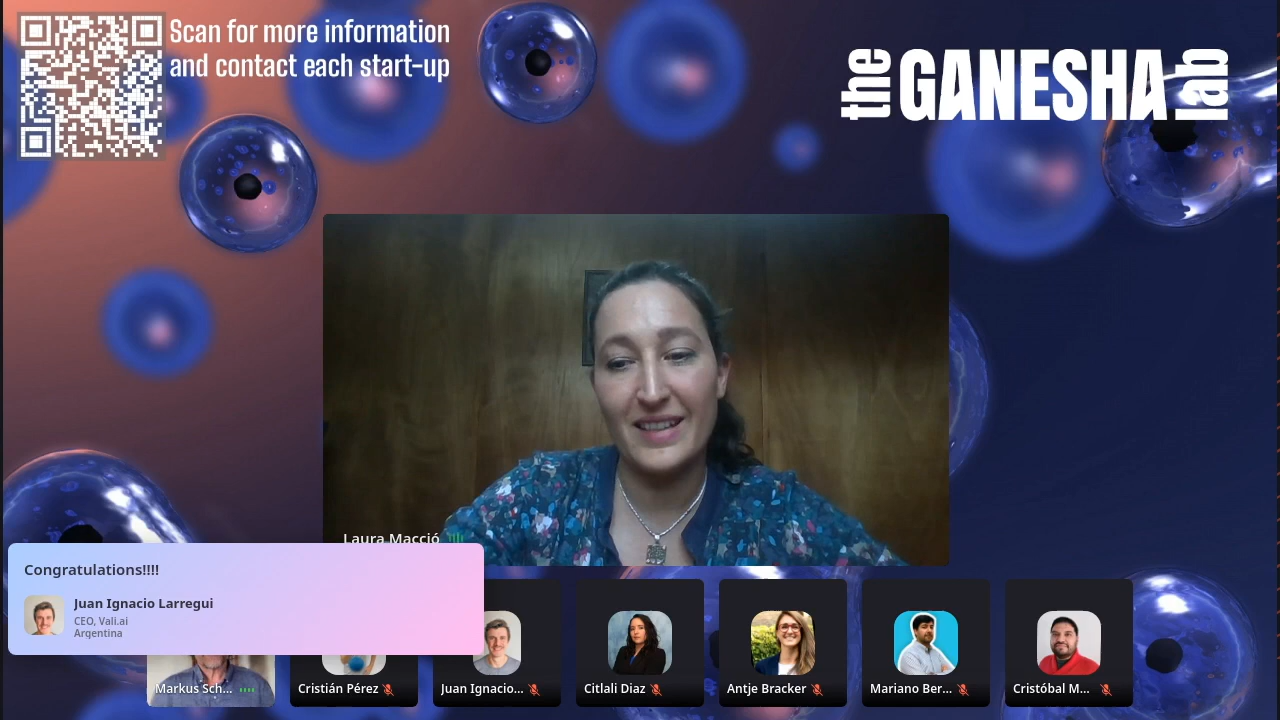 Scan for more information
and contact each start-up
the GANESHA lab
Laura Macció
Congratulations!!!!
Juan Ignacio Larregui
CEO, Vali.ai
Argentina
Markus Sch...
Cristián Pérez
Juan Ignacio...
Citlali Diaz
Antje Bracker
Mariano Ber...
Cristóbal M...